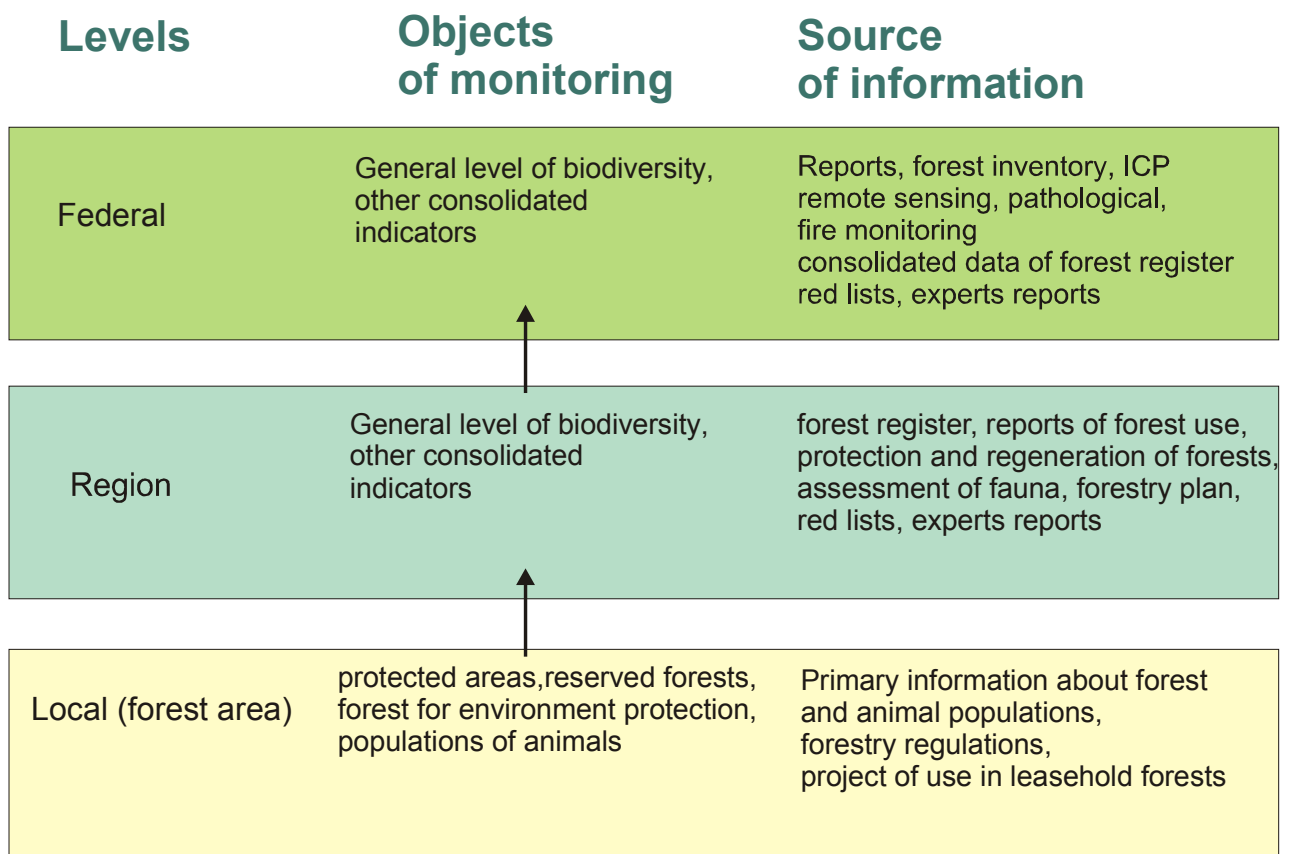 Levels
Objects
of monitoring
Source
of information
Federal
General level of biodiversity,
other consolidated
indicators
Reports, forest inventory, ICP
remote sensing, pathological,
fire monitoring
consolidated data of forest register
red lists, experts reports
Region
General level of biodiversity,
other consolidated
indicators
forest register, reports of forest use,
protection and regeneration of forests,
assessment of fauna, forestry plan,
red lists, experts reports
Local (forest area)
protected areas,reserved forests,
forest for environment protection,
populations of animals
Primary information about forest
and animal populations,
forestry regulations,
project of use in leasehold forests